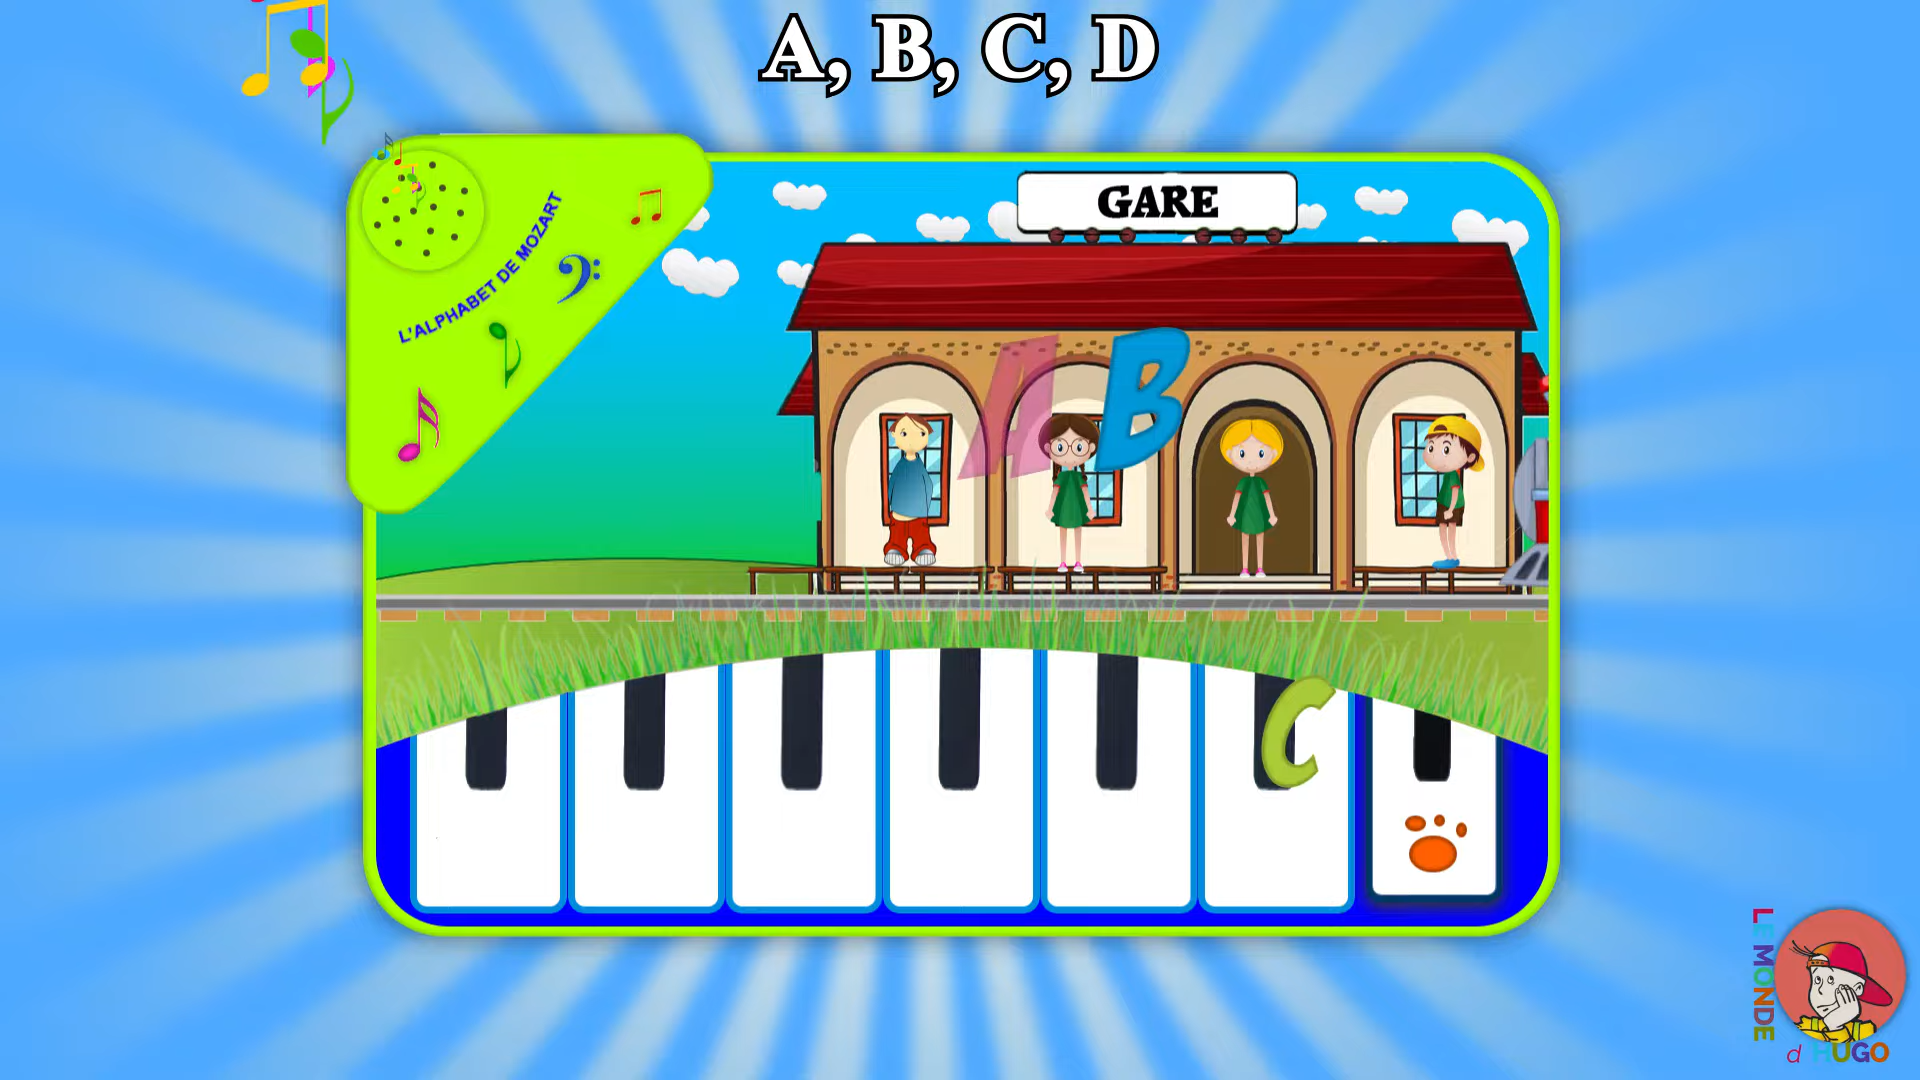 A, B, C, D
GARE
L'ALPHABET DE MOZART
A B
C
LE MONDE
d HUGO